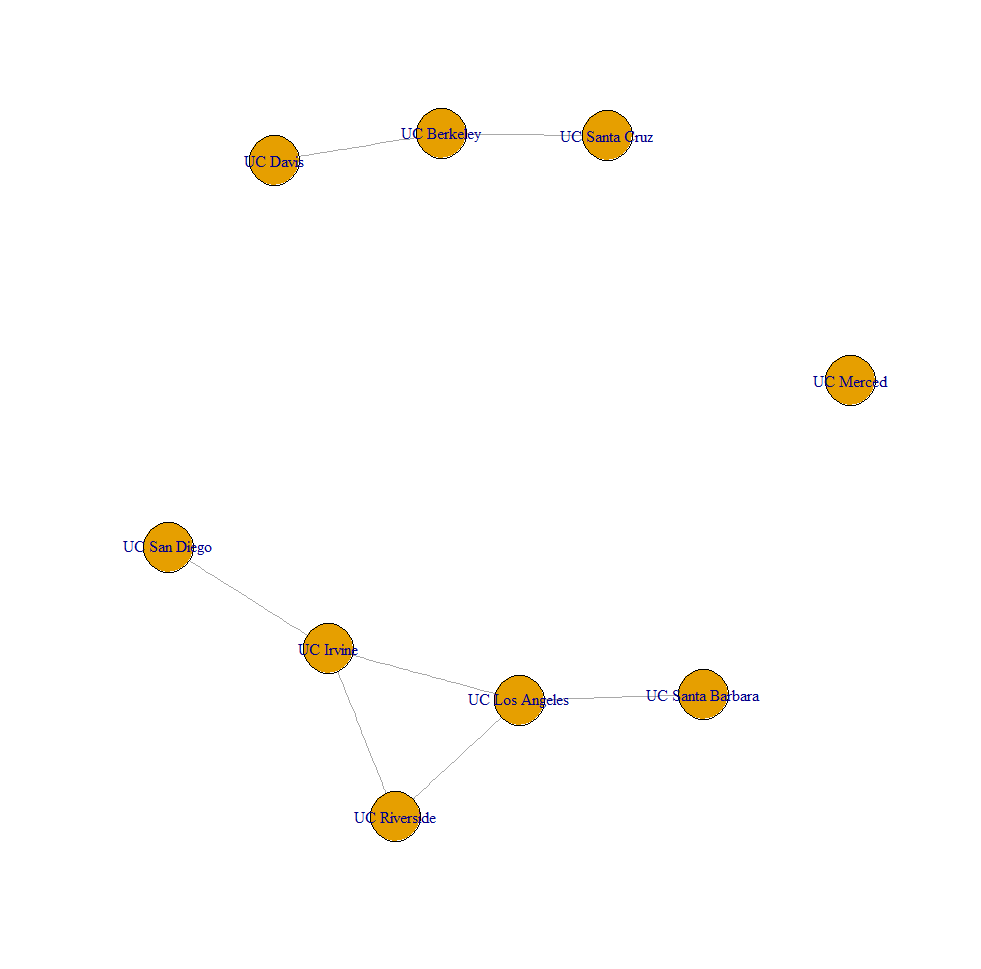 UC Berkeley
UC Santa Cruz
UC Davis
UC Merced
UC San Diego
UC Irvine
UC Santa Barbara
UC Los Angeles
UC Riverside